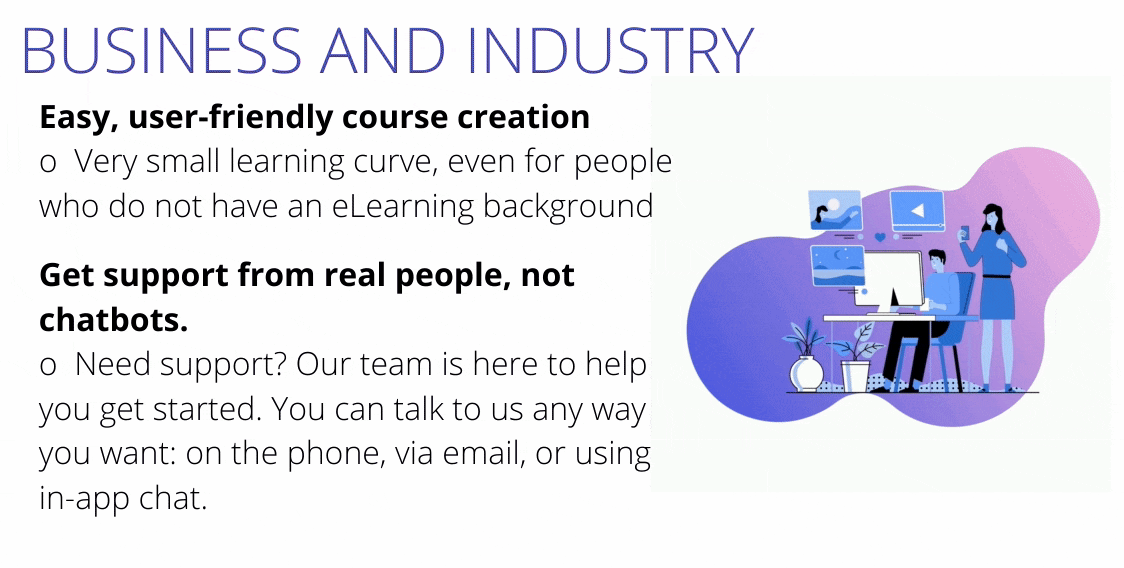 BUSINESS AND INDUSTRY
Easy, user-friendly course creation
o Very small learning curve, even for people
who do not have an eLearning background
Get support from real people, not
chatbots.
o Need support? Our team is here to help
you get started. You can talk to us any way
you want: on the phone, via email, or using
in-app chat.